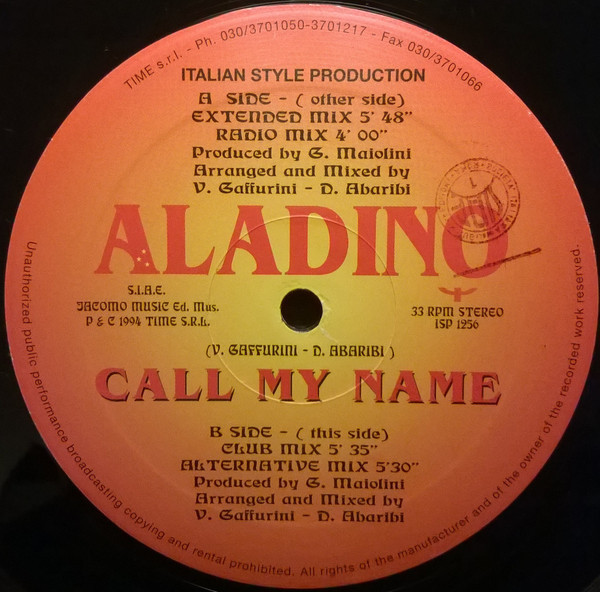 TIME s.r.l. - Ph. 030/3701050-3701217 - Fax 030/3701066
ITALIAN STYLE PRODUCTION
A SIDE - ( other side)
EXTENDED MIX 5' 48"
RADIO MIX 4' 00"
Produced by G. Maiolini
Arranged and Mixed by
V. Gaffurini - D. Abaribi
ALADINO
S.I.A.E.
JACOMO MUSIC Ed. Mus.
P & C 1994 TIME S.R.L.
33 RPM STEREO
ISP 1256
(V. GAFFURINI - D. ABARIBI )
CALL MY NAME
B SIDE - ( this side)
CLUB MIX 5' 35"
ALTERNATIVE MIX 5'30"
Produced by G. Maiolini
Arranged and Mixed by
V. Gaffurini - D. Abaribi
Unauthorized public performance broadcasting copying and rental prohibited. All rights of the manufacturer and of the owner of the recorded work reserved.